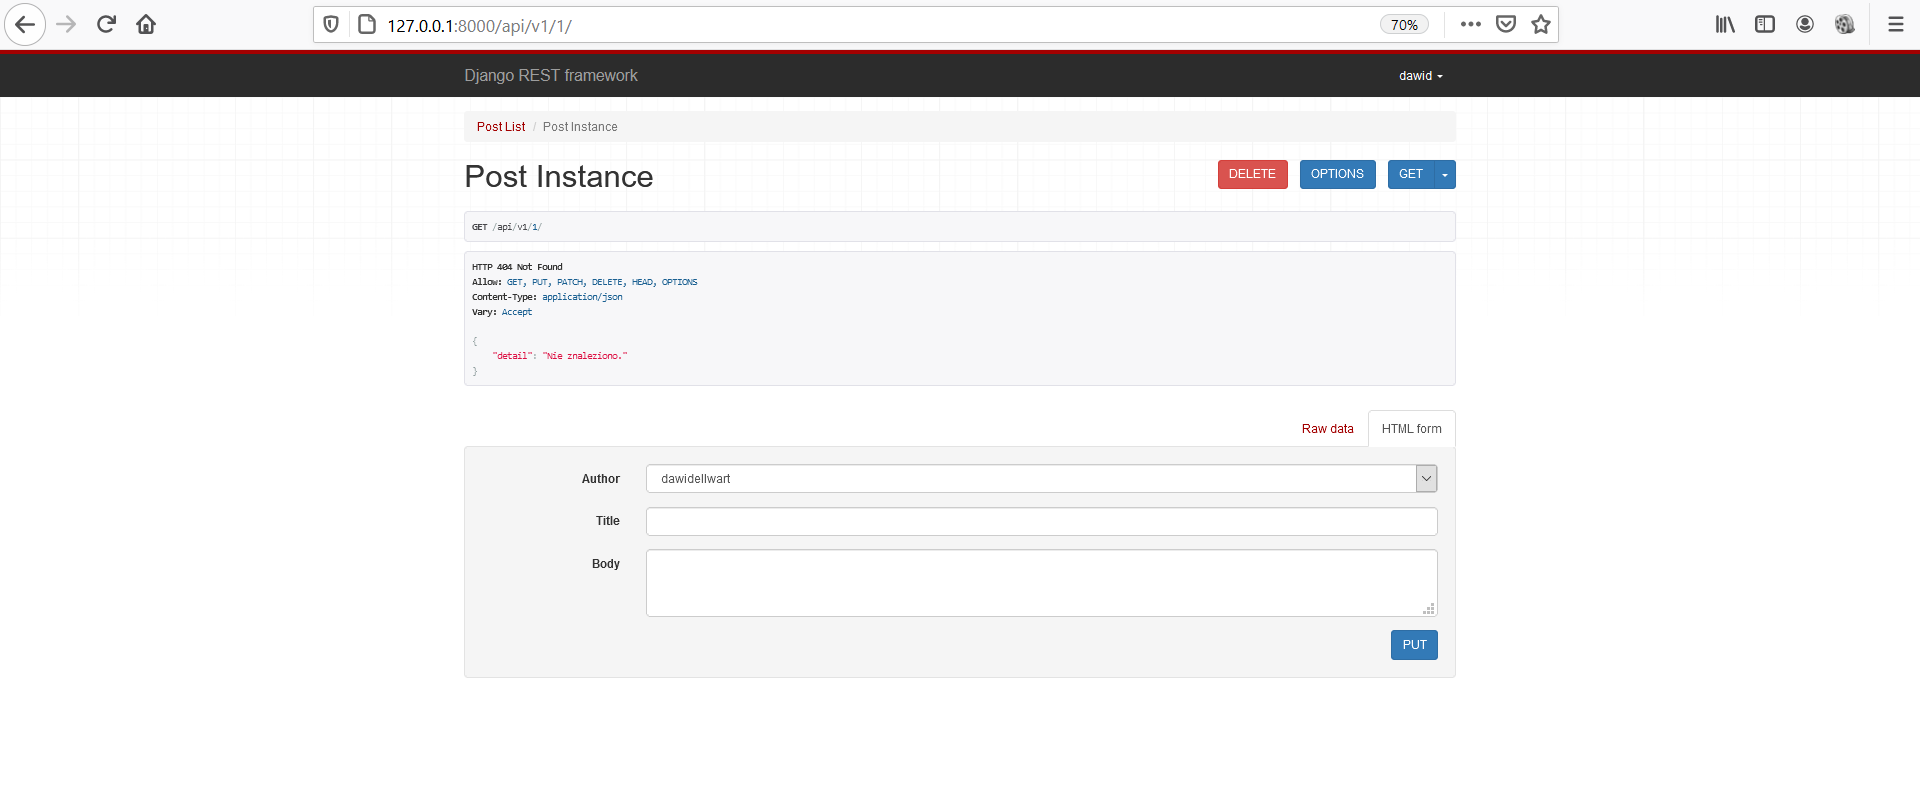 127.0.0.1:8000/api/v1/1/
70%
Django REST framework
dawid
Post List / Post Instance
Post Instance
DELETE
OPTIONS
GET
GET /api/v1/1/
HTTP 404 Not Found
Allow: GET, PUT, PATCH, DELETE, HEAD, OPTIONS
Content-Type: application/json
Vary: Accept
{
"detail": "Nie znaleziono."
}
Raw data
HTML form
Author
dawidellwart
Title
Body
PUT